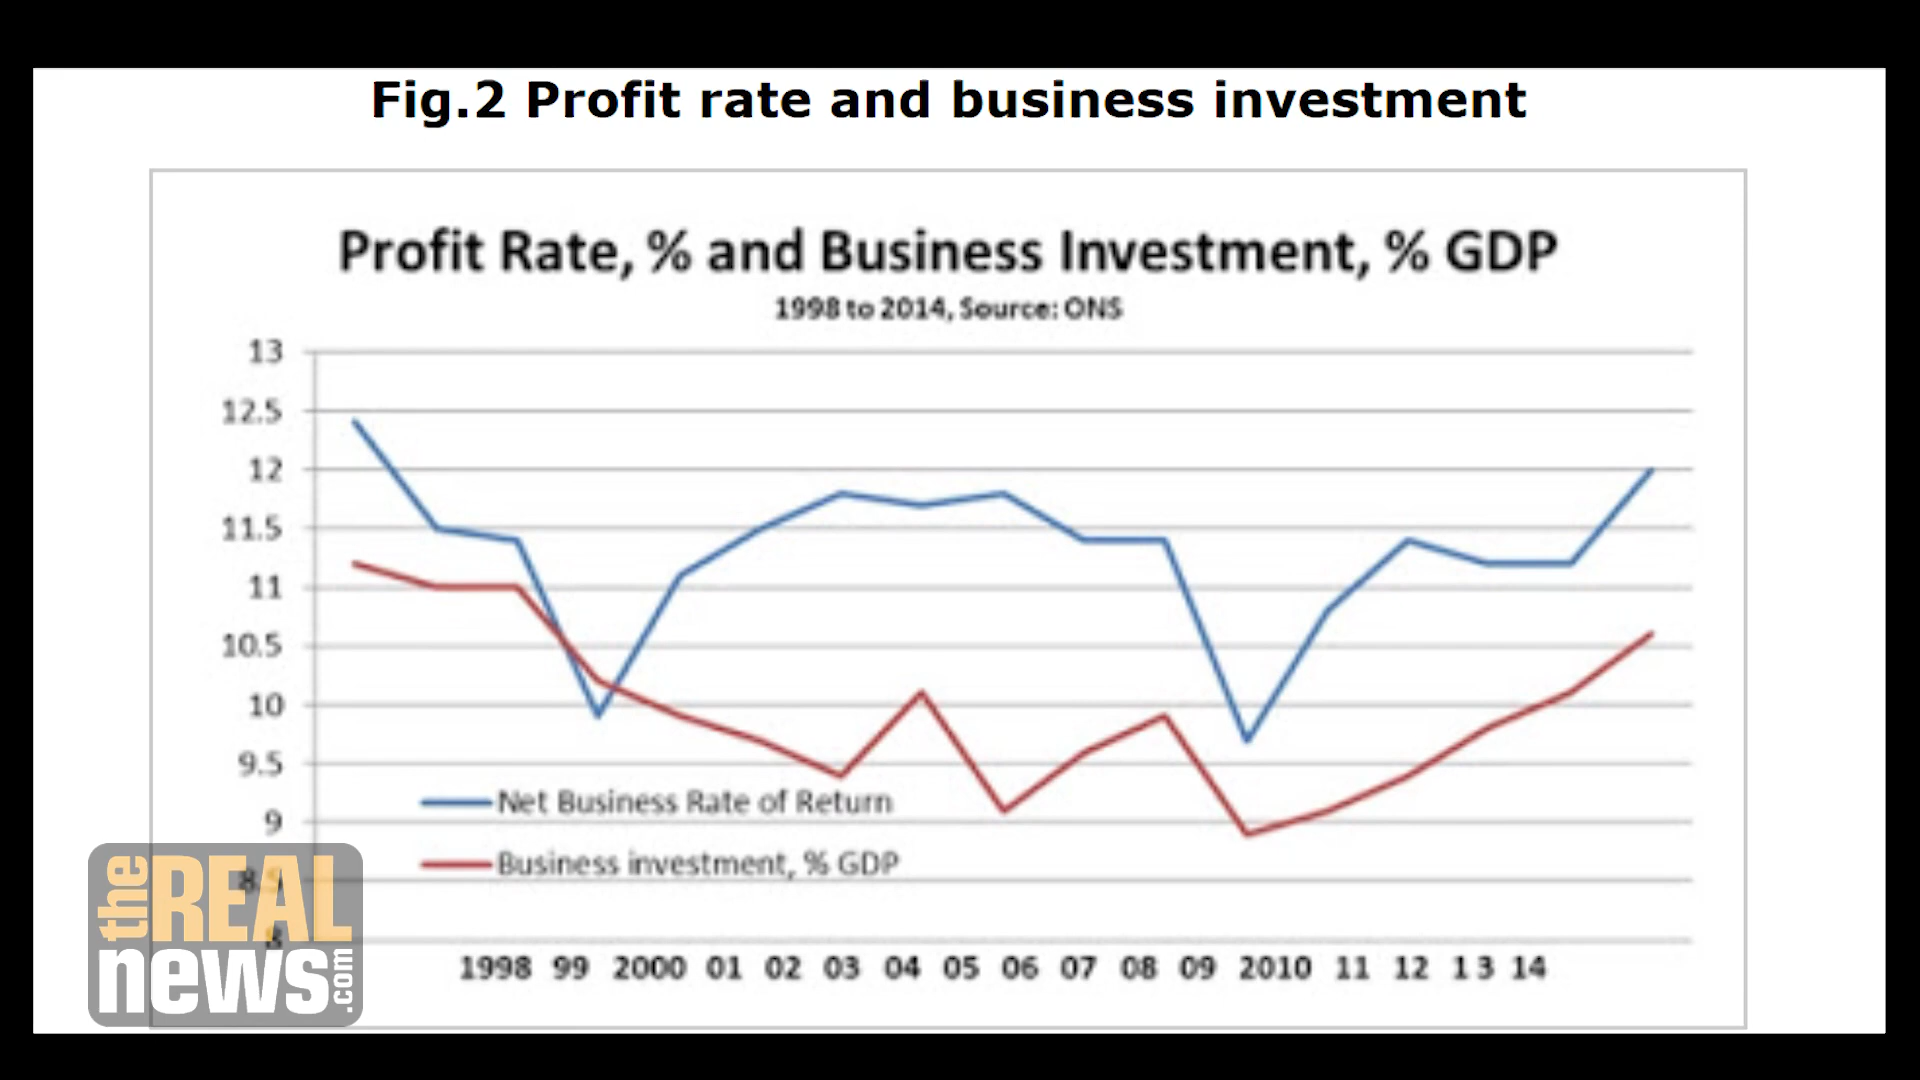 Fig.2 Profit rate and business investment
Profit Rate, % and Business Investment, % GDP
1998 to 2014, Source: ONS
13
12.5
12
11.5
11
10.5
10
9.5
9
8.5
8
Net Business Rate of Return
Business investment, % GDP
1998 99 2000 01 02 03 04 05 06 07 08 09 2010 11 12 13 14
the REAL
news.com